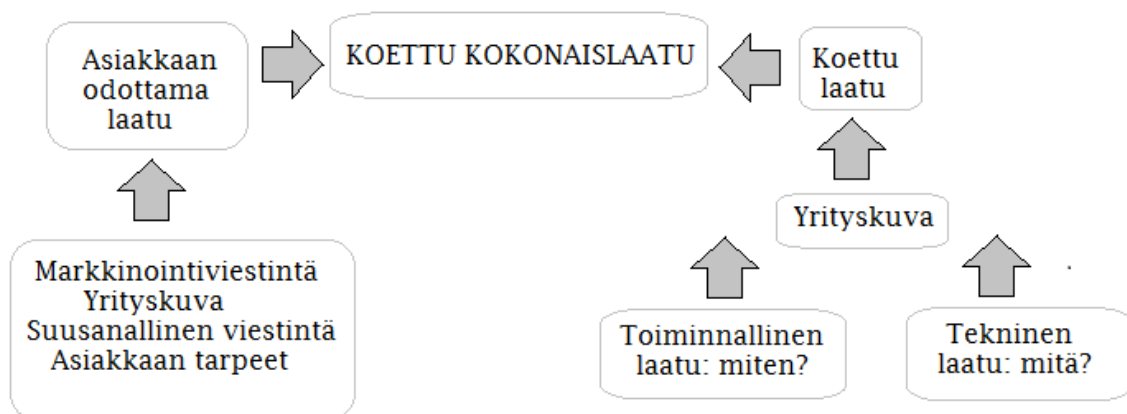 Asiakkaan
odottama
laatu
KOETTU KOKONAISLAATU
Koettu
laatu
Yrityskuva
Markkinointiviestintä
Yrityskuva
Suusanallinen viestintä
Asiakkaan tarpeet
Toiminnallinen
laatu: miten?
Tekninen
laatu: mitä?